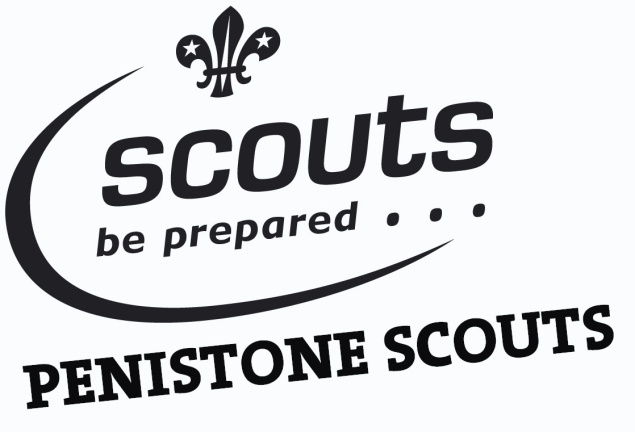 scouts
be prepared . . .
PENISTONE SCOUTS